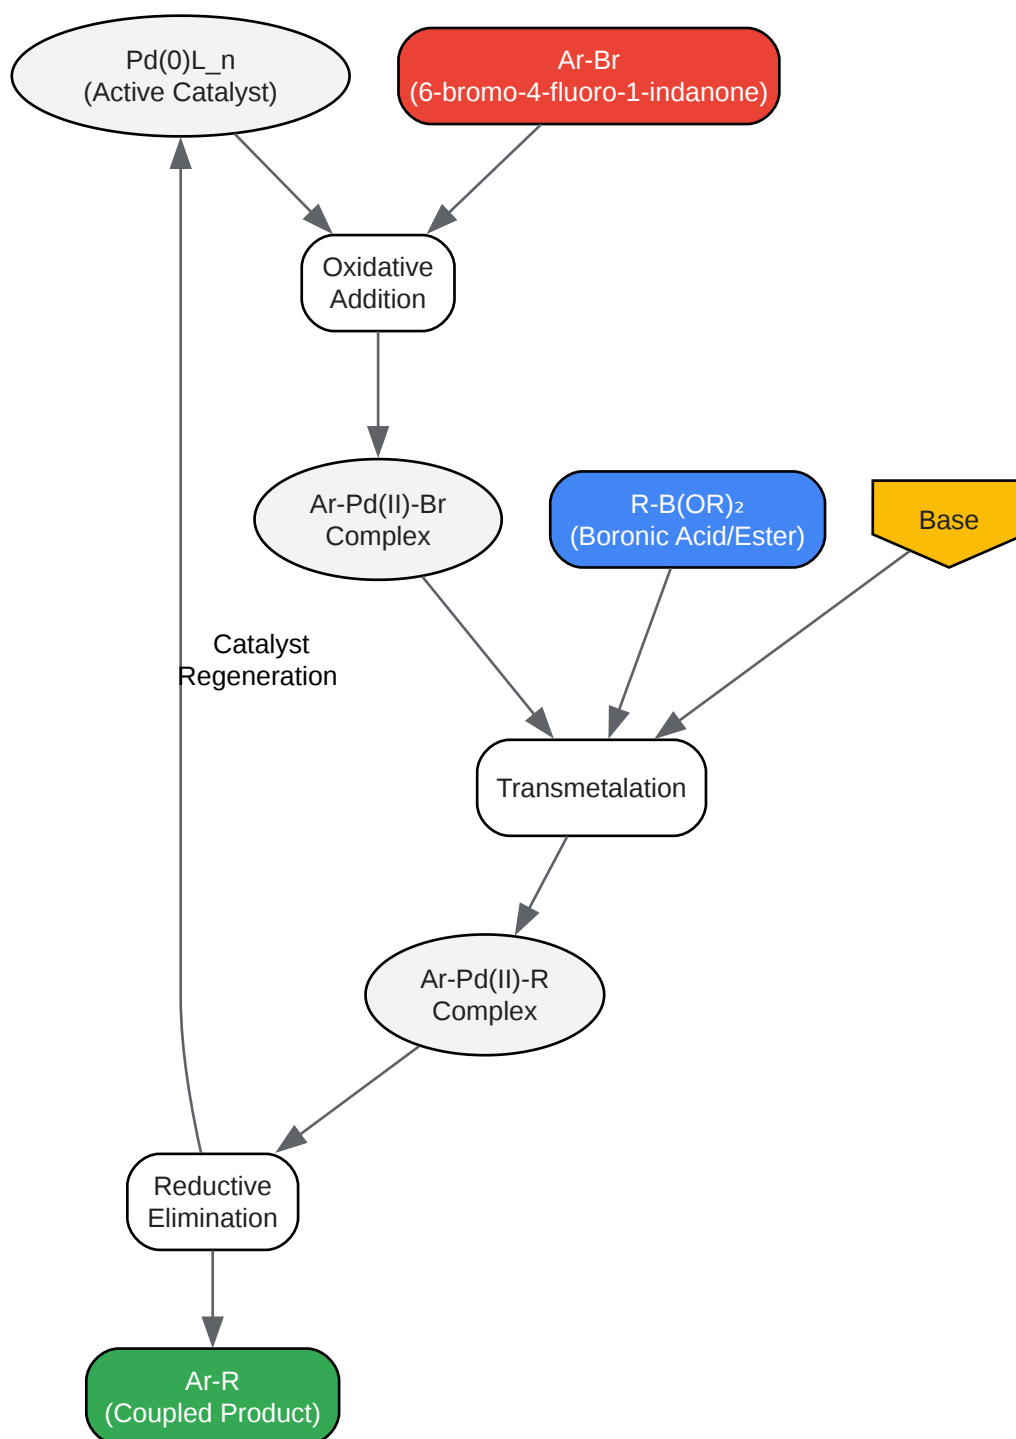 Pd(0)L_n
(Active Catalyst)
Ar-Br
(6-bromo-4-fluoro-1-indanone)
Oxidative
Addition
Ar-Pd(II)-Br
Complex
R-B(OR)₂
(Boronic Acid/Ester)
Base
Catalyst
Regeneration
Transmetalation
Ar-Pd(II)-R
Complex
Reductive
Elimination
Ar-R
(Coupled Product)